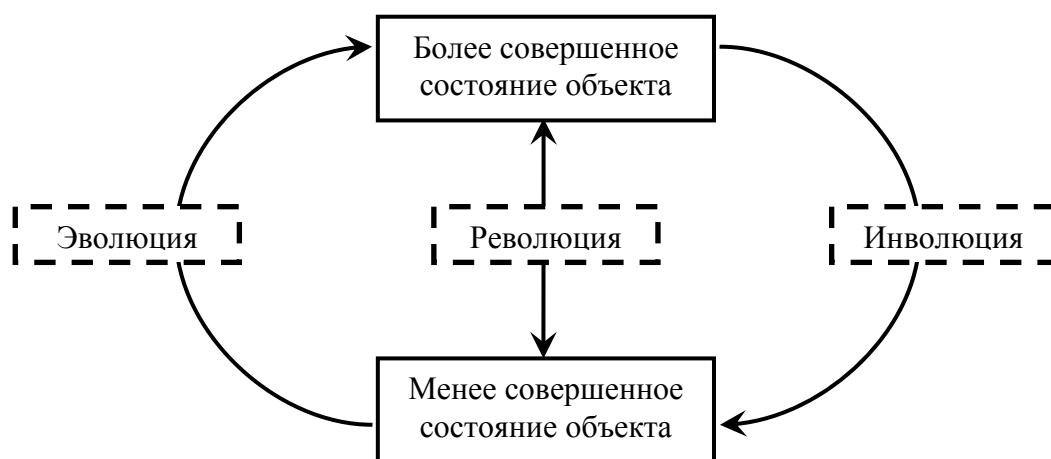 Более совершенное
состояние объекта
Эволюция
Революция
Инволюция
Менее совершенное
состояние объекта